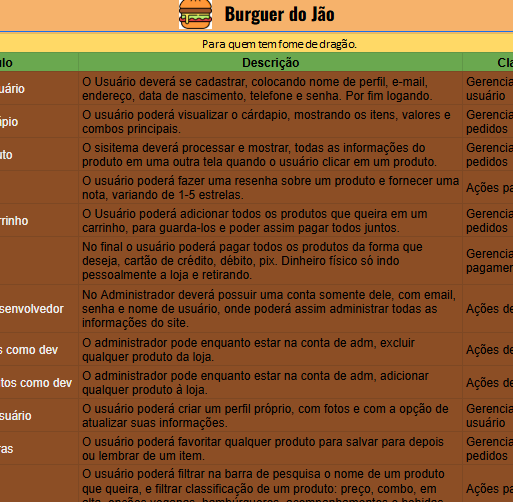 Burguer do Jão
Para quem tem fome de dragão.
ulo Descrição Cla
uário O Usuário deverá se cadastrar, colocando nome de perfil, e-mail, Gerencia
endereço, data de nascimento, telefone e senha. Por fim logando. usuário
ápio O usuário poderá visualizar o cárdapio, mostrando os itens, valores e Gerencia
combos principais. pedidos
uto O sisitema deverá processar e mostrar, todas as informações do Gerencia
produto em uma outra tela quando o usuário clicar em um produto. pedidos
O usuário poderá fazer uma resenha sobre um produto e fornecer uma Ações pa
nota, variando de 1-5 estrelas.
rrinho O Usuário poderá adicionar todos os produtos que queira em um Gerencia
carrinho, para guarda-los e poder assim pagar todos juntos. pedidos
No final o usuário poderá pagar todos os produtos da forma que Gerencia
deseja, cartão de crédito, débito, pix. Dinheiro físico só indo pagamen
pessoalmente a loja e retirando.
esenvolvedor No Administrador deverá possuir uma conta somente dele, com email, Ações de
senha e nome de usuário, onde poderá assim administrar todas as
informações do site.
s como dev O administrador pode enquanto estar na conta de adm, excluir Ações de
qualquer produto da loja.
tos como dev O administrador pode enquanto estar na conta de adm, adicionar Ações de
qualquer produto á loja.
suário O usuário poderá criar um perfil próprio, com fotos e com a opção de Gerencia
atualizar suas informações. usuário
ras O usuário poderá favoritar qualquer produto para salvar para depois Gerencia
ou lembrar de um item. pedidos
O usuário poderá filtrar na barra de pesquisa o nome de um produto
que queira, e filtrar classificação de um produto: preço, combo, em Gerencia